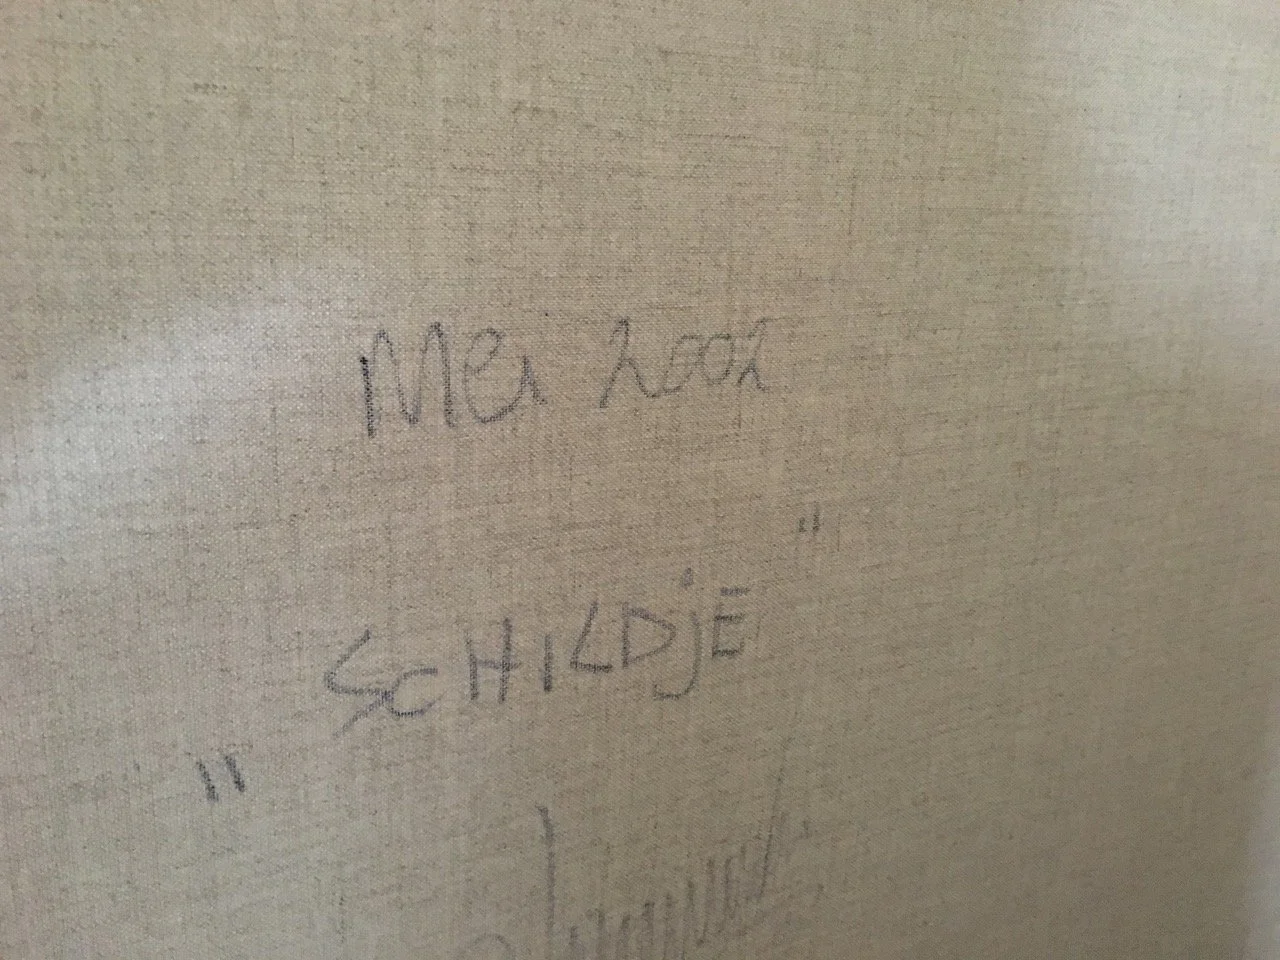 Mei 2002
" SCHILDjE "